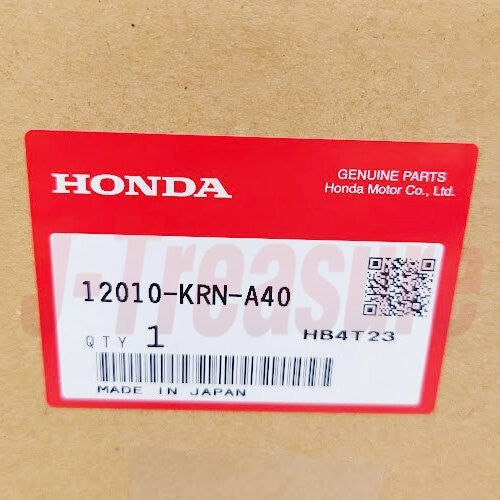 HONDA
GENUINE PARTS
Honda Motor Co., Ltd.
J-Treasure
12010-KRN-A40
QTY 1
HB4T23
MADE IN JAPAN